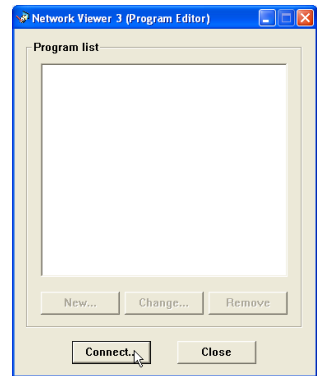 Network Viewer 3 (Program Editor)
Program list
New... Change... Remove
Connect... Close